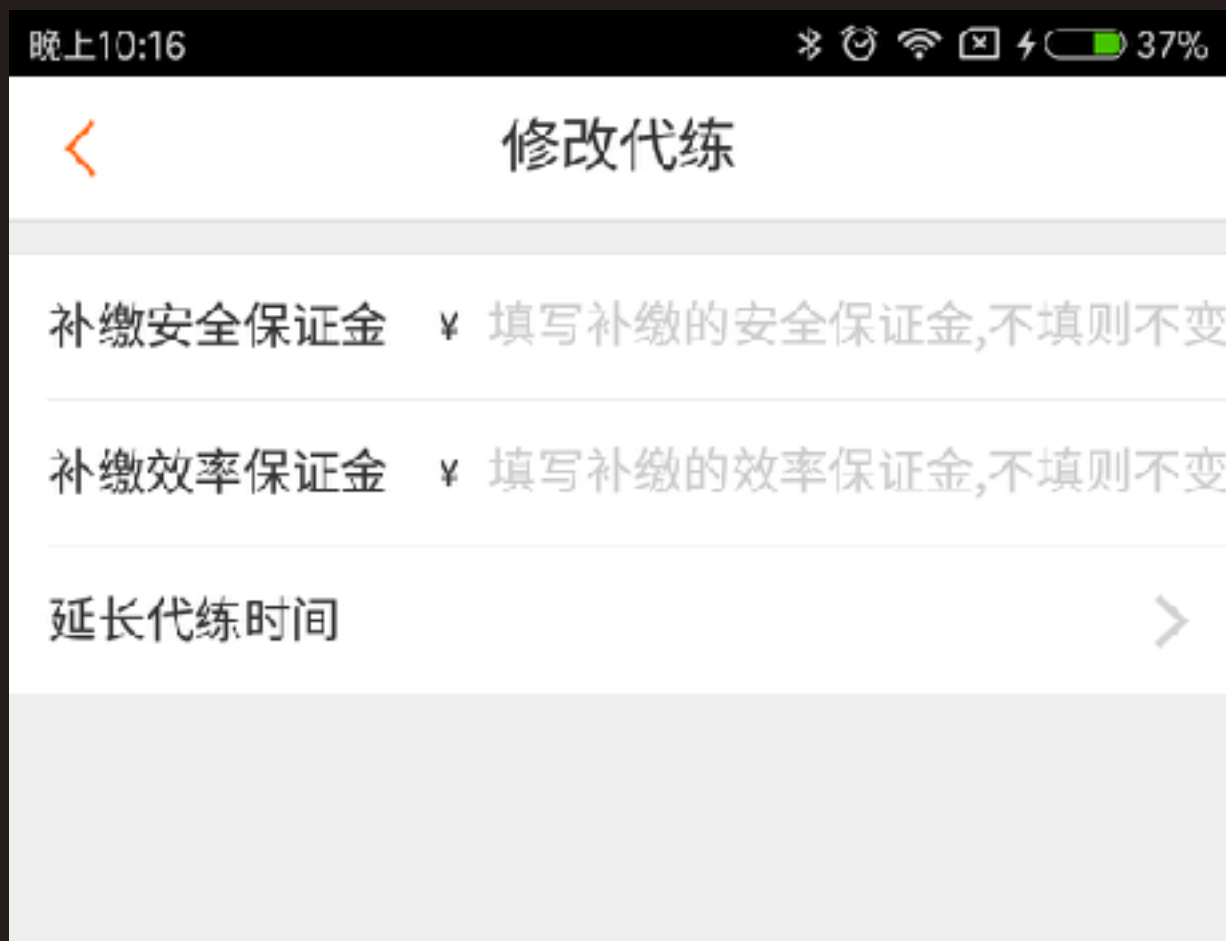 晚上10:16 37%
修改代练
补缴安全保证金 ¥ 填写补缴的安全保证金,不填则不变
补缴效率保证金 ¥ 填写补缴的效率保证金,不填则不变
延长代练时间